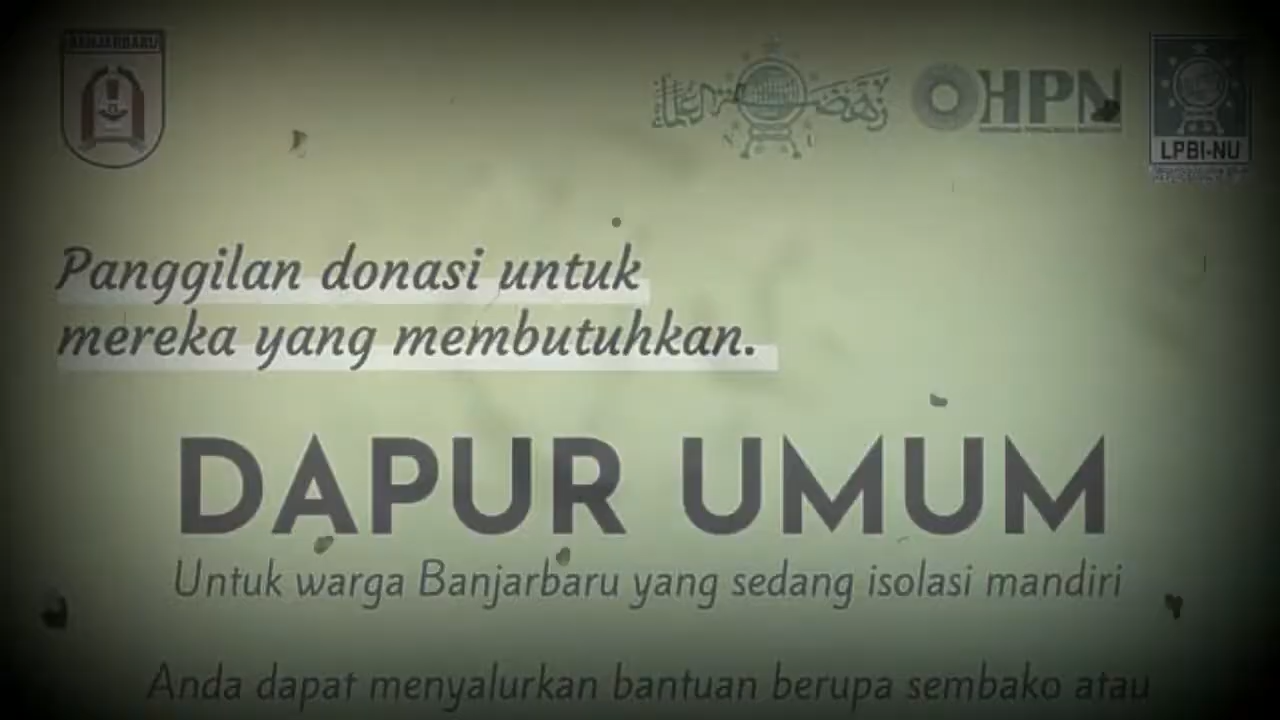 BANJARBARU
HPN
LPBI-NU
Panggilan donasi untuk
mereka yang membutuhkan.
DAPUR UMUM
Untuk warga Banjarbaru yang sedang isolasi mandiri
Anda dapat menyalurkan bantuan berupa sembako atau